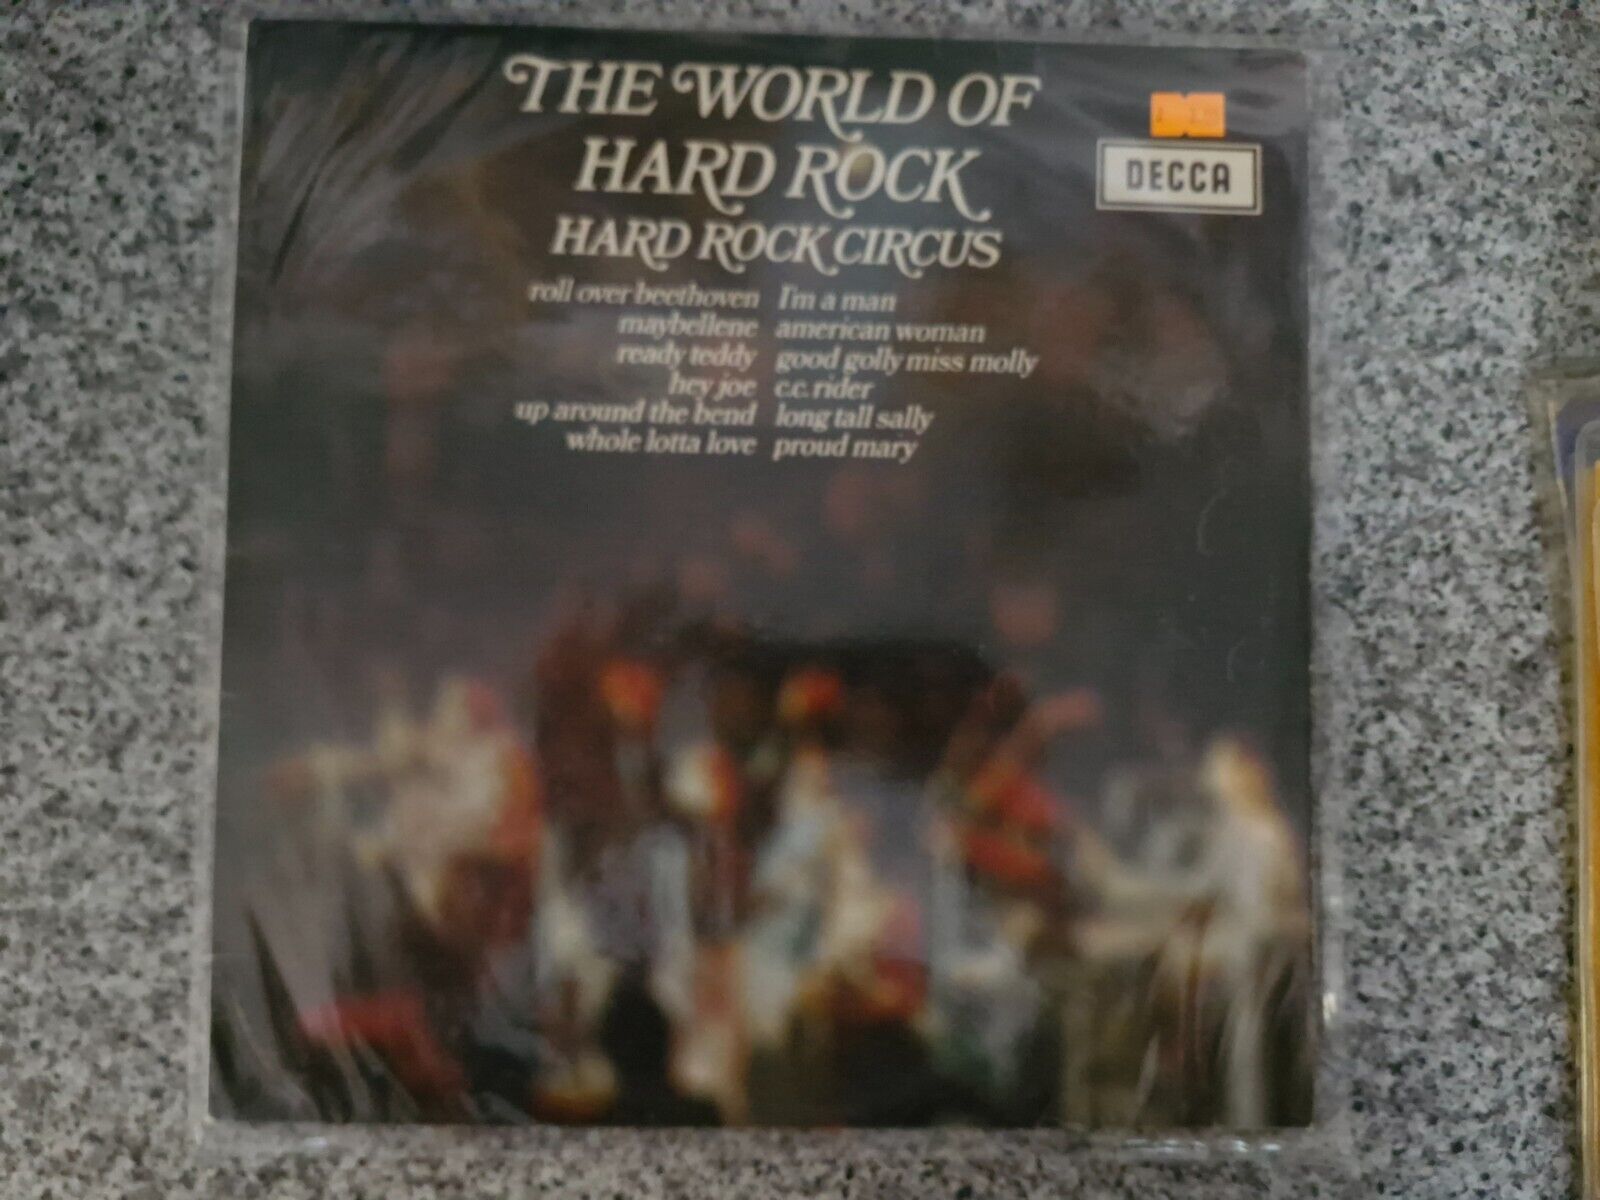 THE WORLD OF
HARD ROCK
HARD ROCK CIRCUS
DECCA
roll over beethoven
maybellene
ready teddy
hey joe
up around the bend
whole lotta love
I'm a man
american woman
good golly miss molly
c.c. rider
long tall sally
proud mary